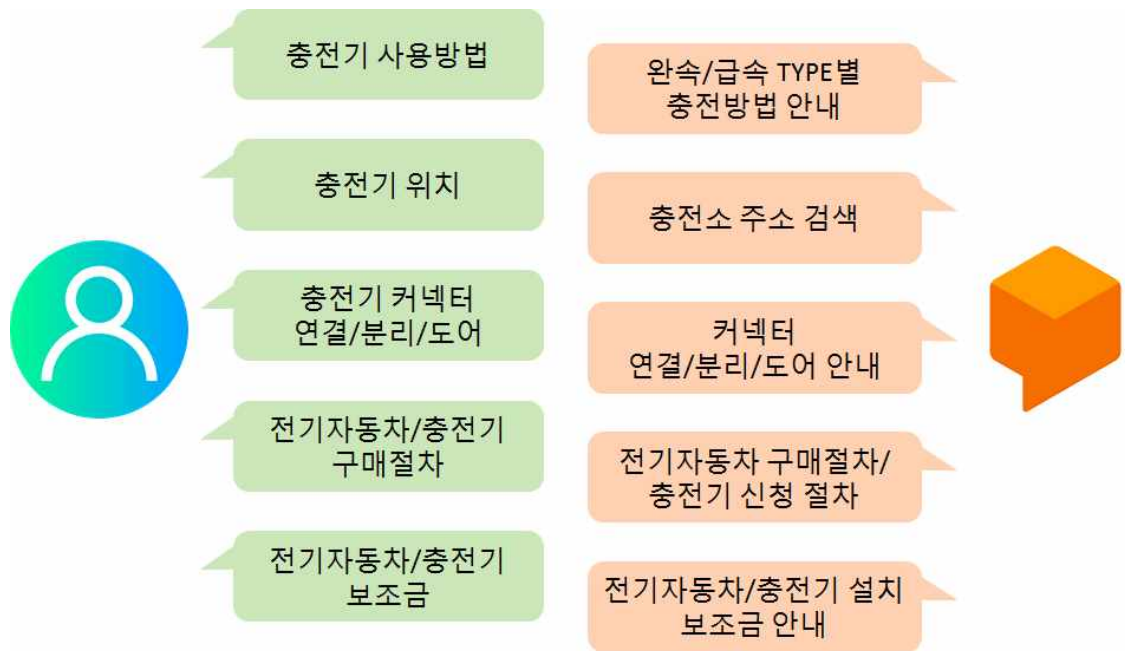 충전기 사용방법
완속/급속 TYPE별
충전방법 안내
충전기 위치
충전소 주소 검색
충전기 커넥터
연결/분리/도어
커넥터
연결/분리/도어 안내
전기자동차/충전기
구매절차
전기자동차 구매절차/
충전기 신청 절차
전기자동차/충전기
보조금
전기자동차/충전기 설치
보조금 안내